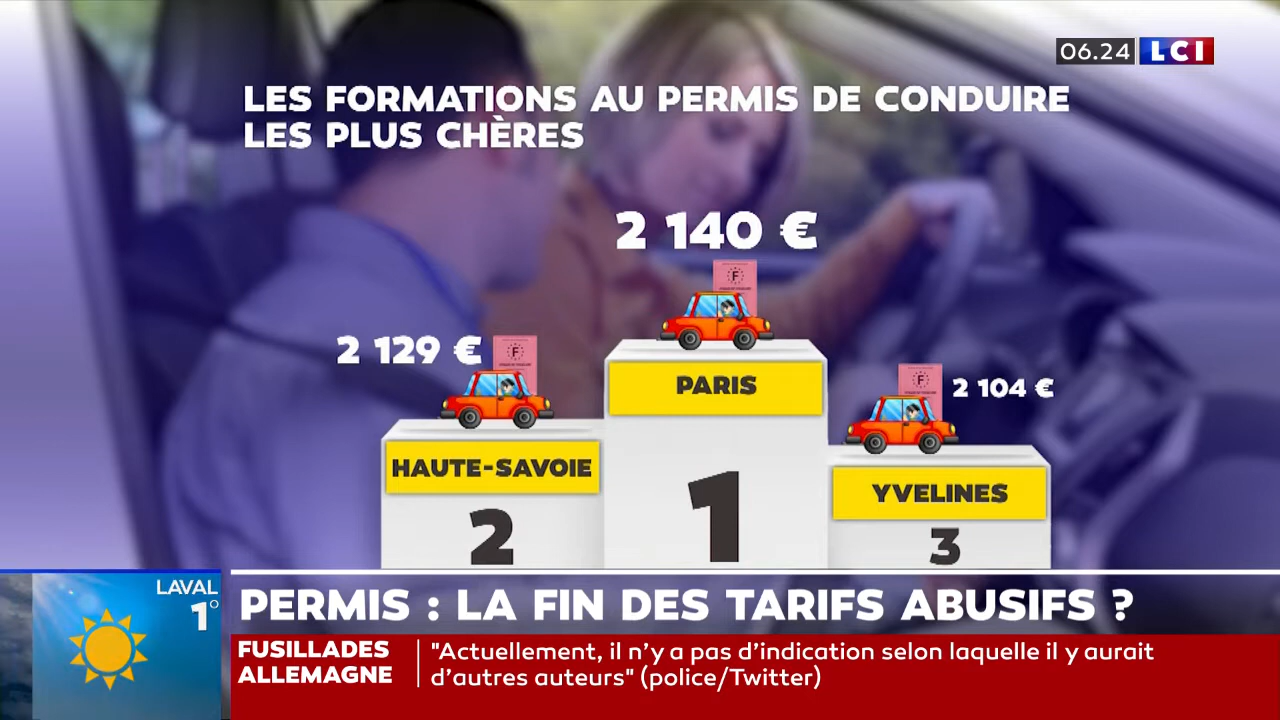 06.24 LCI
LES FORMATIONS AU PERMIS DE CONDUIRE
LES PLUS CHÈRES
2 140 €
F
2 129 €
F
F
2 104 €
PARIS
HAUTE-SAVOIE
YVELINES
1
2
3
LAVAL
1°
PERMIS : LA FIN DES TARIFS ABUSIFS ?
FUSILLADES
ALLEMAGNE
"Actuellement, il n'y a pas d'indication selon laquelle il y aurait
d'autres auteurs" (police/Twitter)